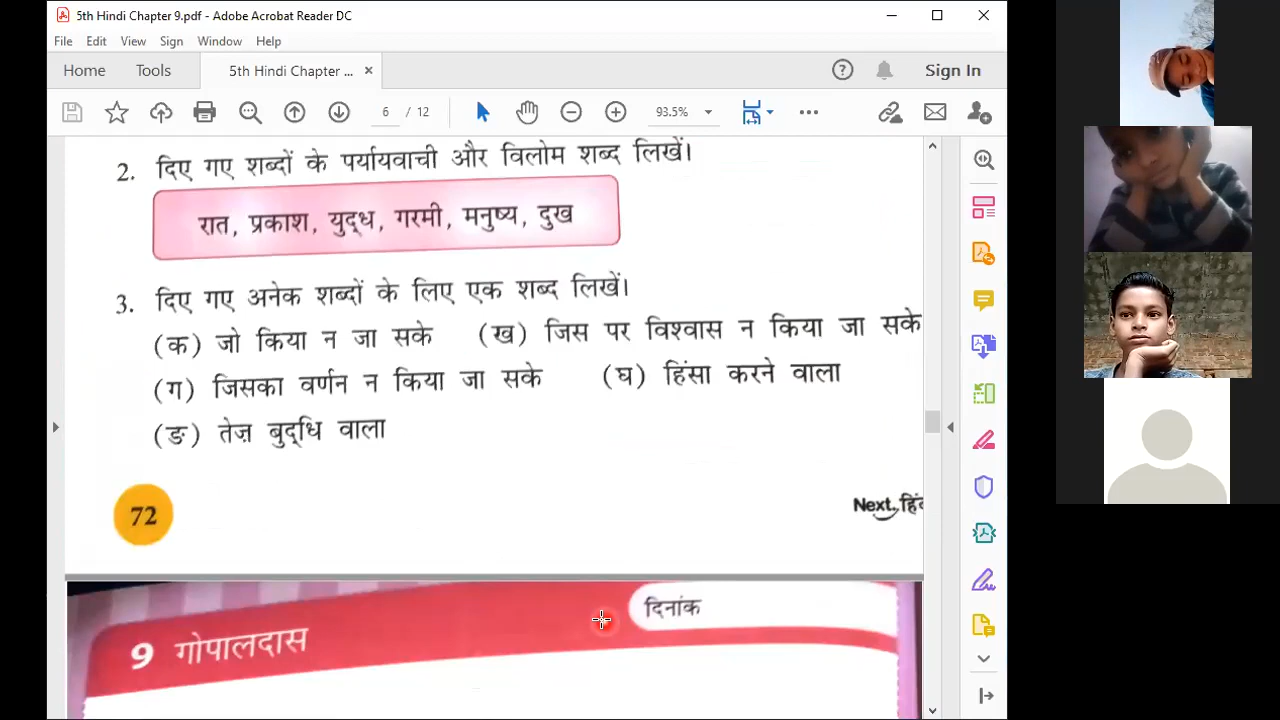 5th Hindi Chapter 9.pdf - Adobe Acrobat Reader DC
File Edit View Sign Window Help
Home Tools 5th Hindi Chapter ... Sign In
6 / 12 93.5%
2. दिए गए शब्दों के पर्यायवाची और विलोम शब्द लिखें।
रात, प्रकाश, युद्ध, गरमी, मनुष्य, दुख
3. दिए गए अनेक शब्दों के लिए एक शब्द लिखें।
(क) जो किया न जा सके (ख) जिस पर विश्वास न किया जा सके
(ग) जिसका वर्णन न किया जा सके (घ) हिंसा करने वाला
(ङ) तेज़ बुद्धि वाला
72
Next
9 गोपालदास
दिनांक